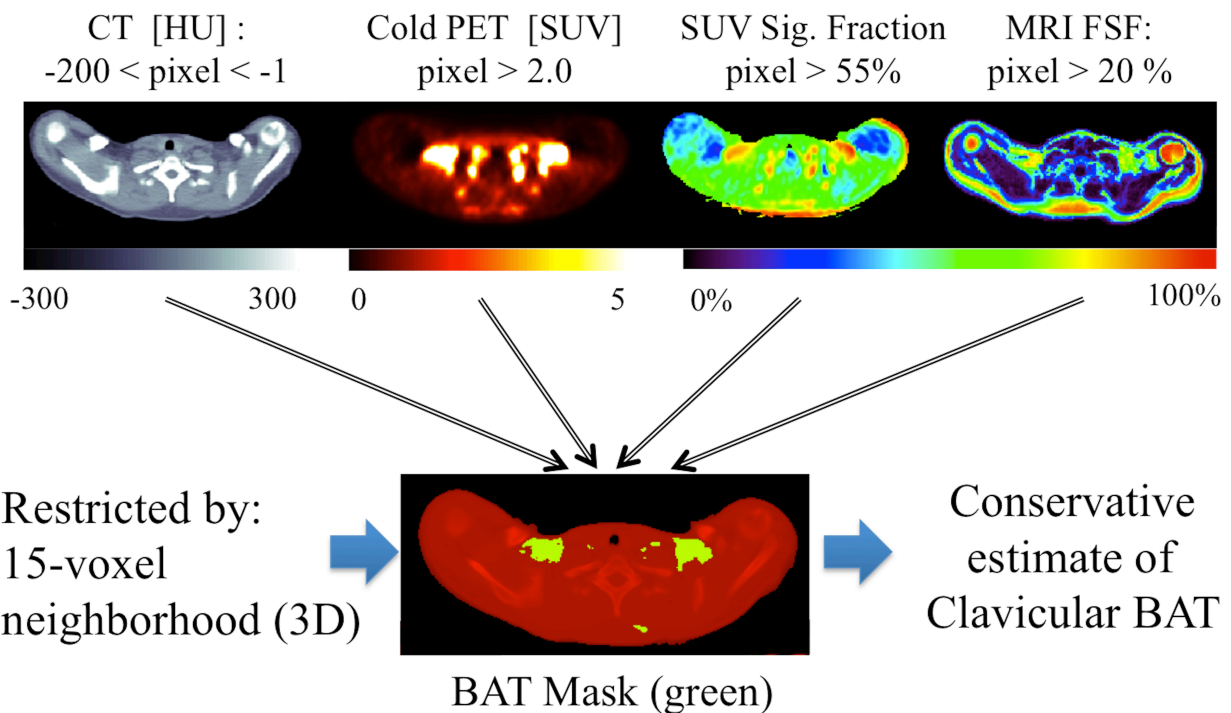 CT [HU] :
-200 < pixel < -1
Cold PET [SUV]
pixel > 2.0
SUV Sig. Fraction
pixel > 55%
MRI FSF:
pixel > 20 %
-300 300
0 5
0% 100%
Restricted by:
15-voxel
neighborhood (3D)
Conservative
estimate of
Clavicular BAT
BAT Mask (green)